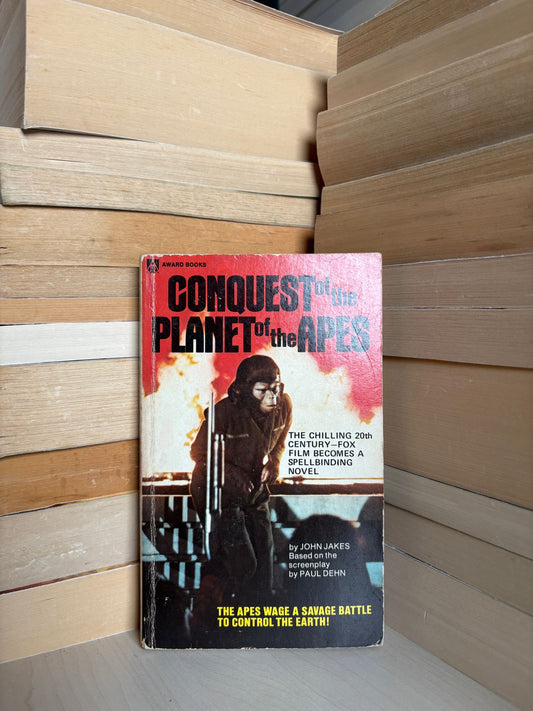 AWARD BOOKS
CONQUEST of the
PLANET of the APES
THE CHILLING 20th
CENTURY—FOX
FILM BECOMES A
SPELLBINDING
NOVEL
by JOHN JAKES
Based on the
screenplay
by PAUL DEHN
THE APES WAGE A SAVAGE BATTLE
TO CONTROL THE EARTH!